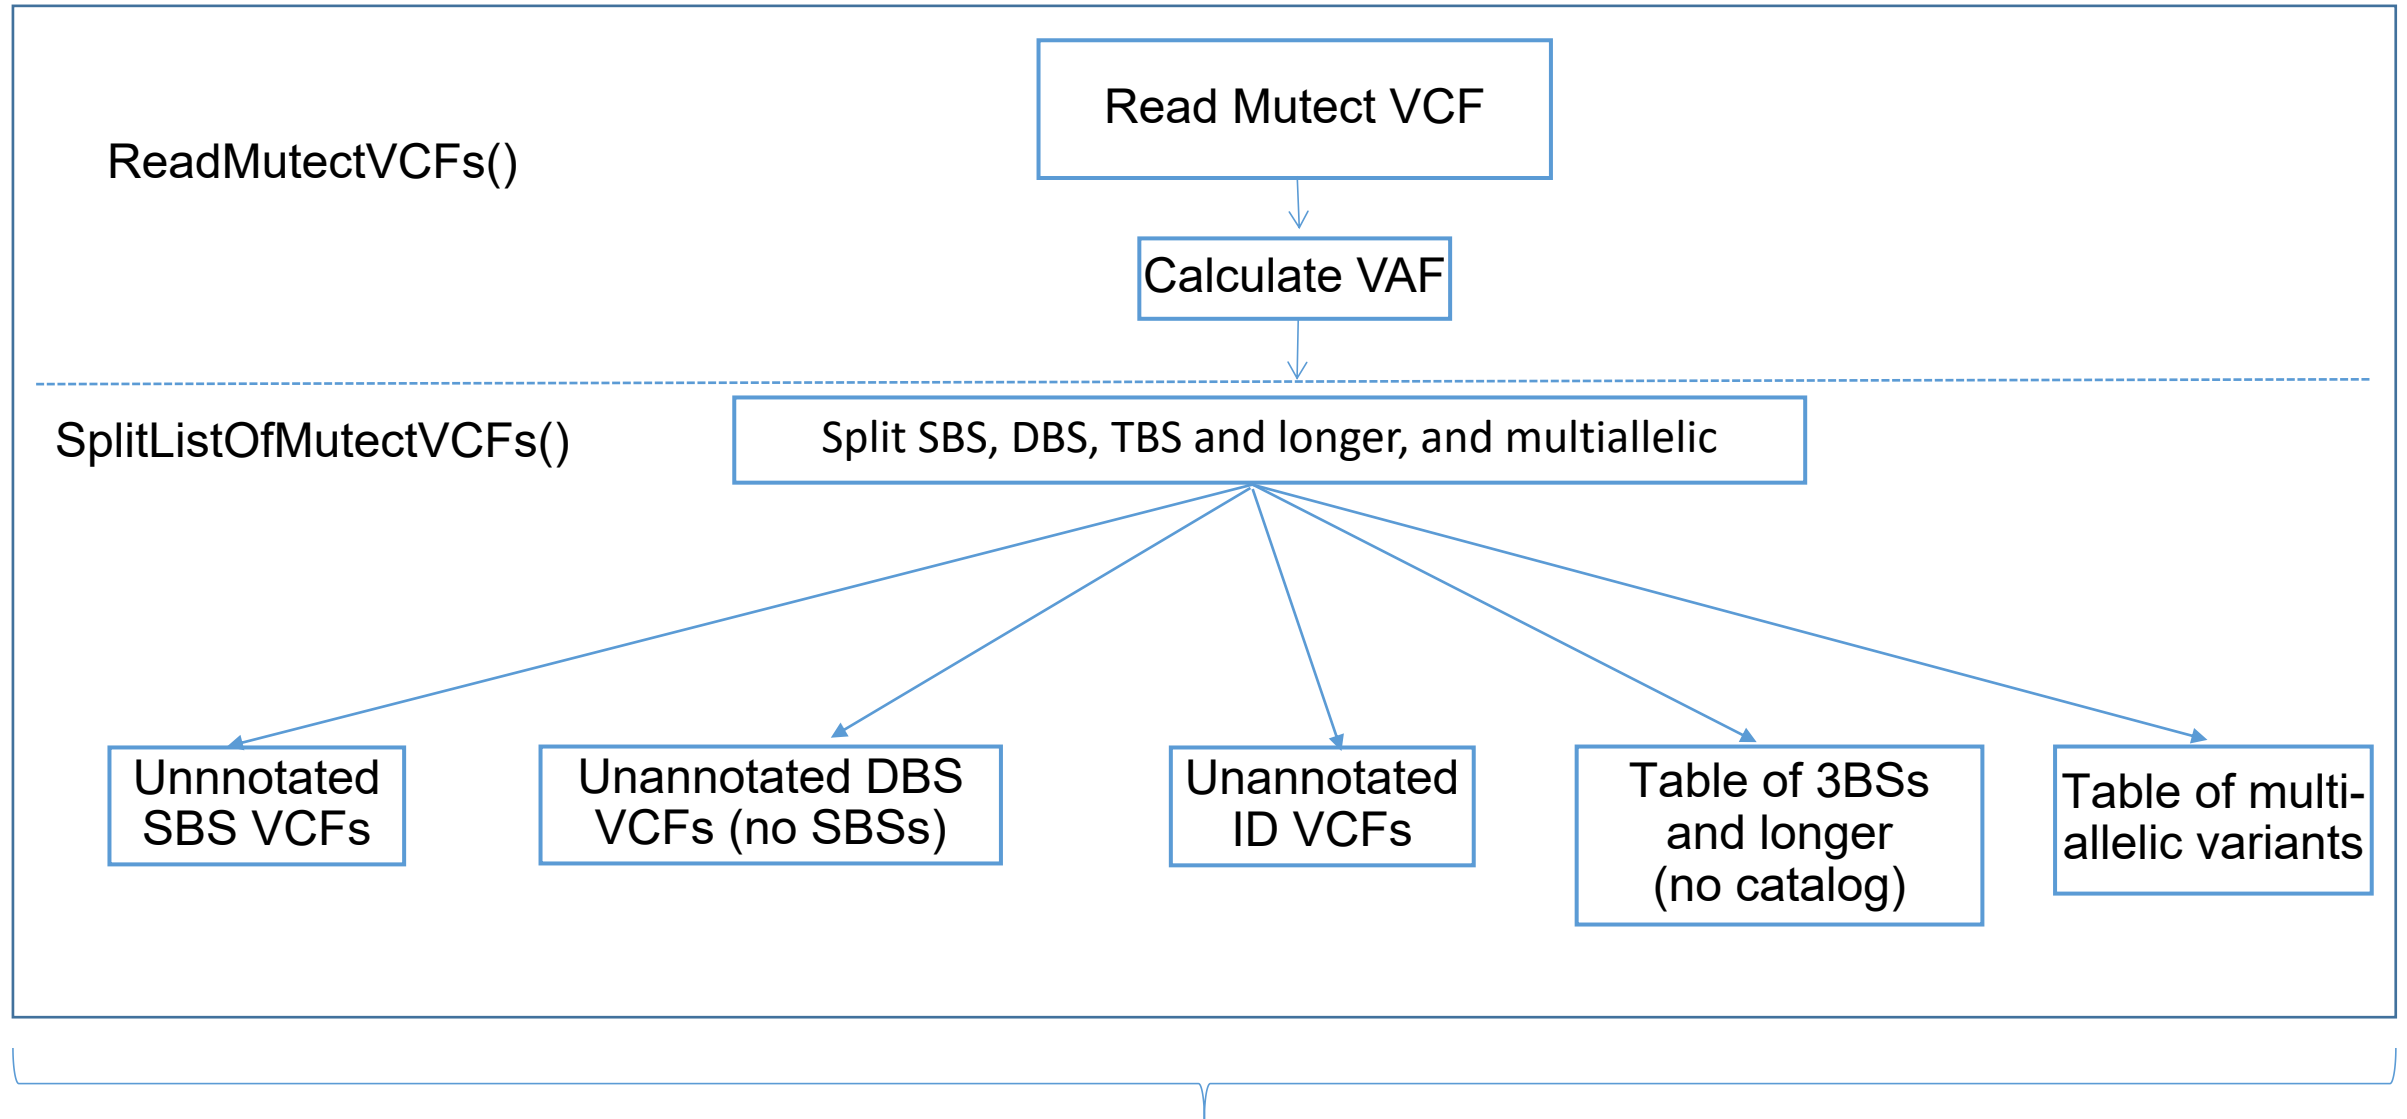 Read Mutect VCF
ReadMutectVCFs()
Calculate VAF
SplitListOfMutectVCFs()
Split SBS, DBS, TBS and longer, and multiallelic
Unnnotated
SBS VCFs
Unannotated DBS
VCFs (no SBSs)
Unannotated
ID VCFs
Table of 3BSs
and longer
(no catalog)
Table of multi-
allelic variants